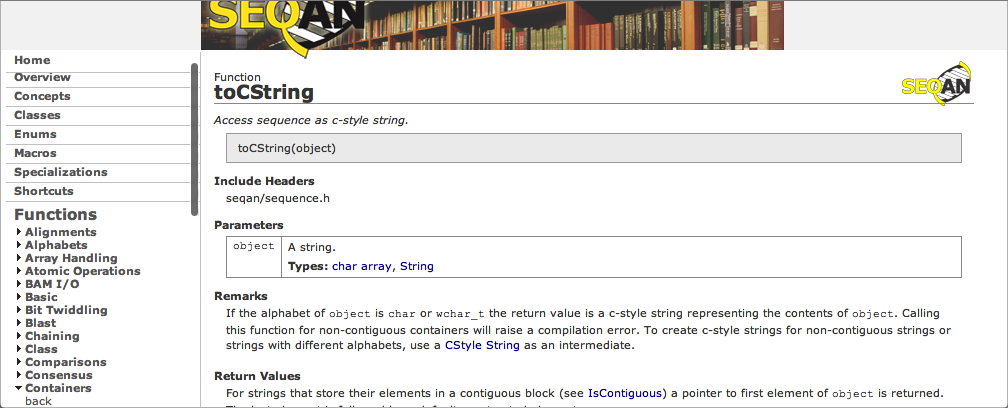 SEQAN
Home
Overview
Concepts
Classes
Enums
Macros
Specializations
Shortcuts
Functions
Alignments
Alphabets
Array Handling
Atomic Operations
BAM I/O
Basic
Bit Twiddling
Blast
Chaining
Class
Comparisons
Consensus
Containers
back
Function
toCString
SEQAN
Access sequence as c-style string.
toCString(object)
Include Headers
seqan/sequence.h
Parameters
object A string.
Types: char array, String
Remarks
If the alphabet of object is char or wchar_t the return value is a c-style string representing the contents of object. Calling
this function for non-contiguous containers will raise a compilation error. To create c-style strings for non-contiguous strings or
strings with different alphabets, use a CStyle String as an intermediate.
Return Values
For strings that store their elements in a contiguous block (see IsContiguous) a pointer to first element of object is returned.